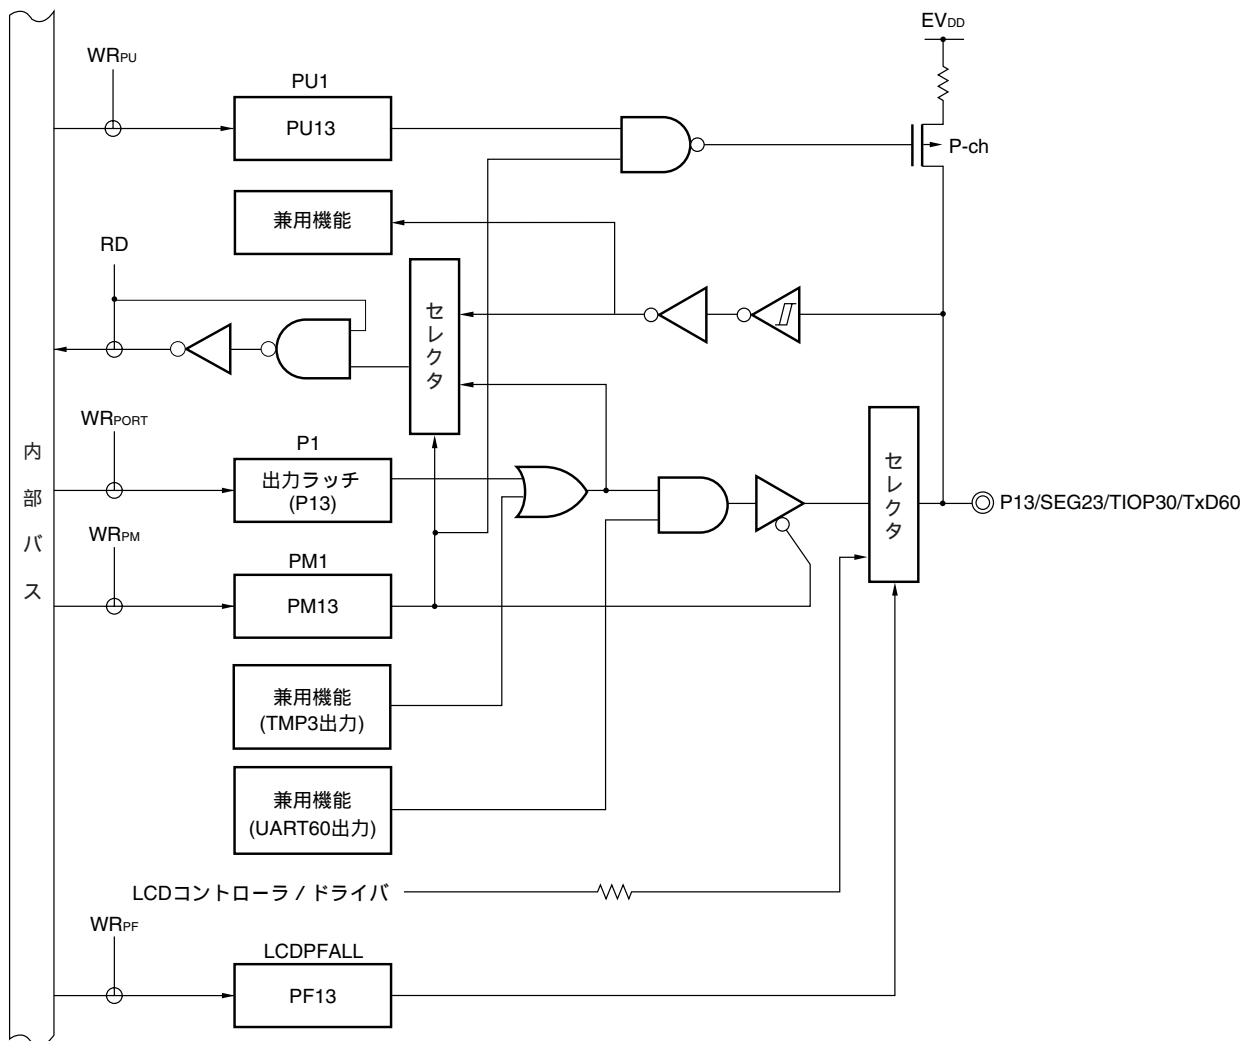 EVDD
WRPU
PU1
PU13
P-ch
兼用機能
RD
セレクタ
WRPORT
P1
出力ラッチ
(P13)
セレクタ
P13/SEG23/TIOP30/TxD60
内部バス
WRPM
PM1
PM13
兼用機能
(TMP3出力)
兼用機能
(UART60出力)
LCDコントローラ / ドライバ
WRPF
LCDPFALL
PF13